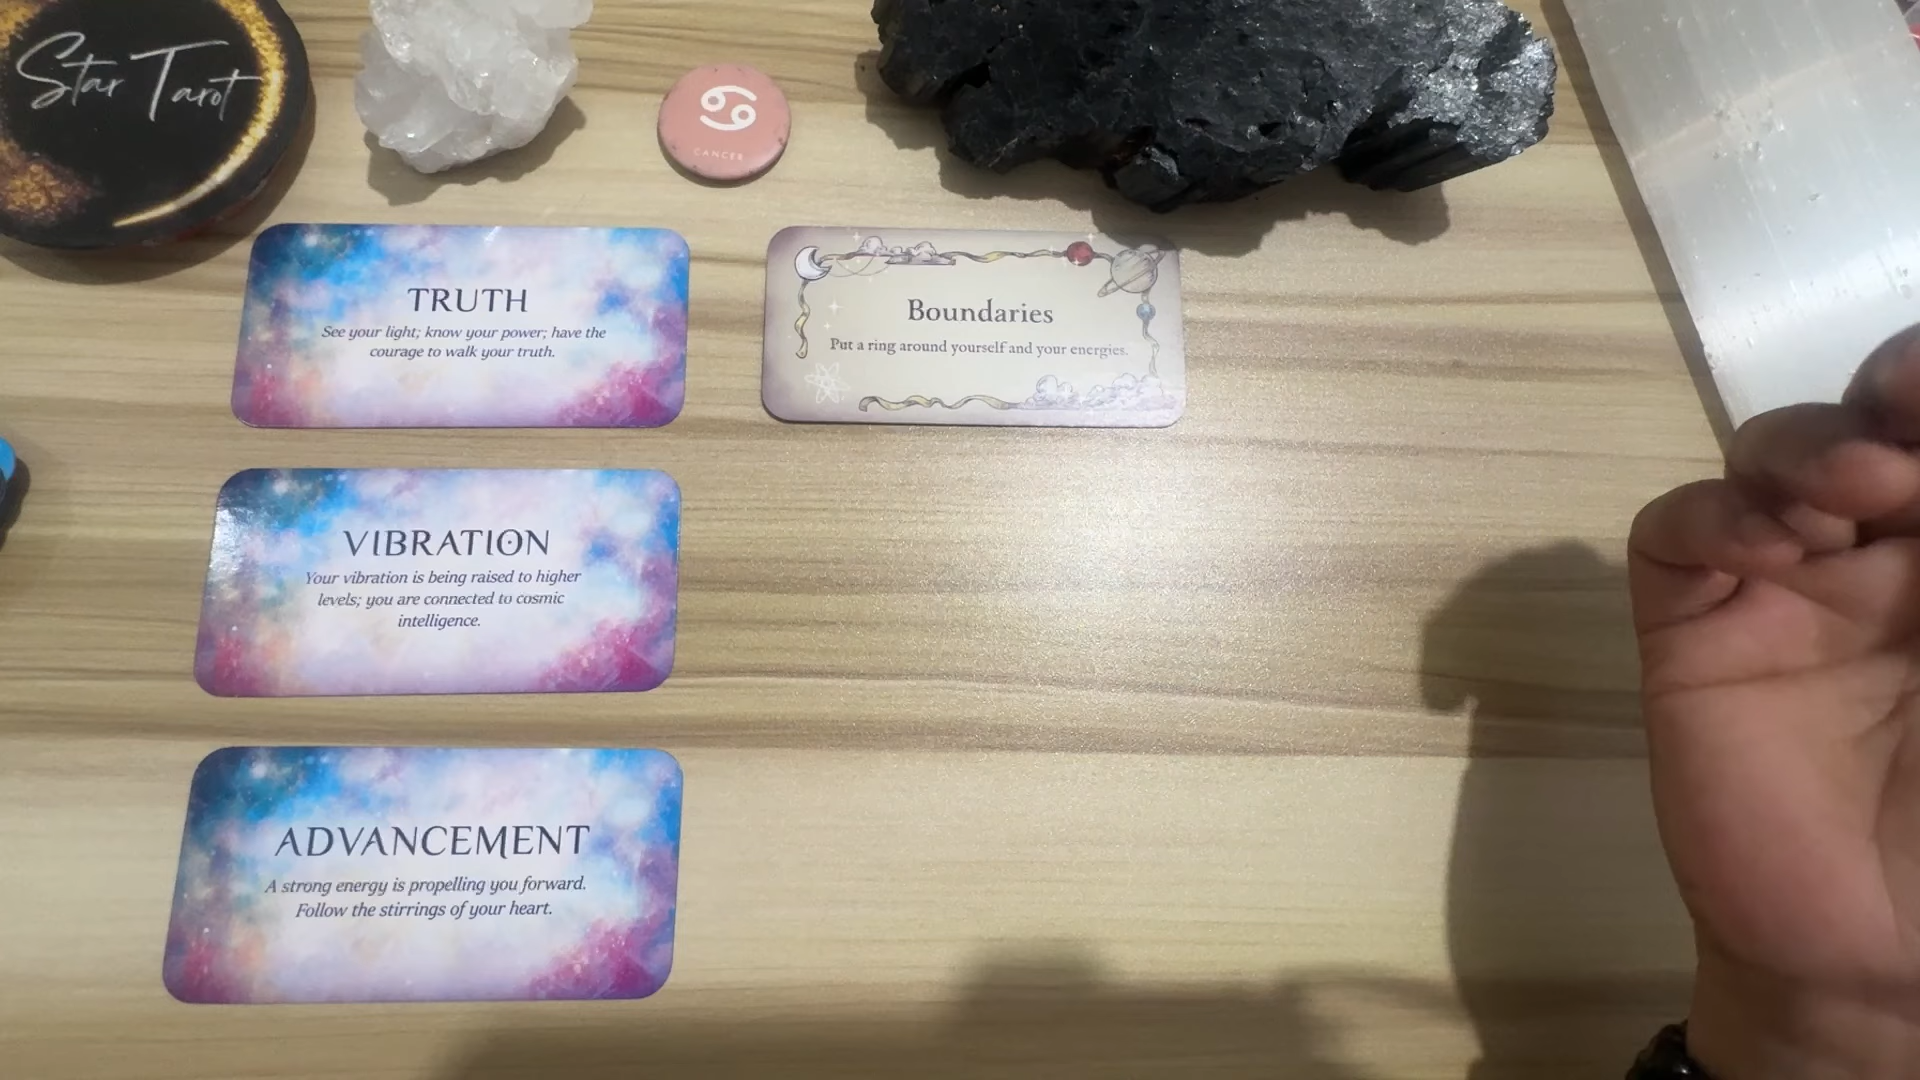 Star Tarot
CANCER
TRUTH
See your light; know your power; have the
courage to walk your truth.
Boundaries
Put a ring around yourself and your energies.
VIBRATION
Your vibration is being raised to higher
levels; you are connected to cosmic
intelligence.
ADVANCEMENT
A strong energy is propelling you forward.
Follow the stirrings of your heart.